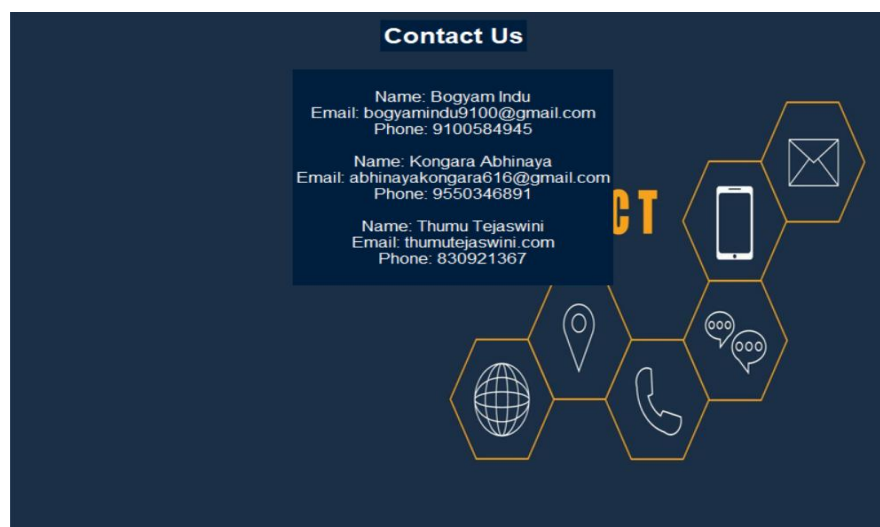 Contact Us
Name: Bogyam Indu
Email: bogyamindu9100@gmail.com
Phone: 9100584945
Name: Kongara Abhinaya
Email: abhinayakongara616@gmail.com
Phone: 9550346891
CT
Name: Thumu Tejaswini
Email: thumutejaswini.com
Phone: 830921367